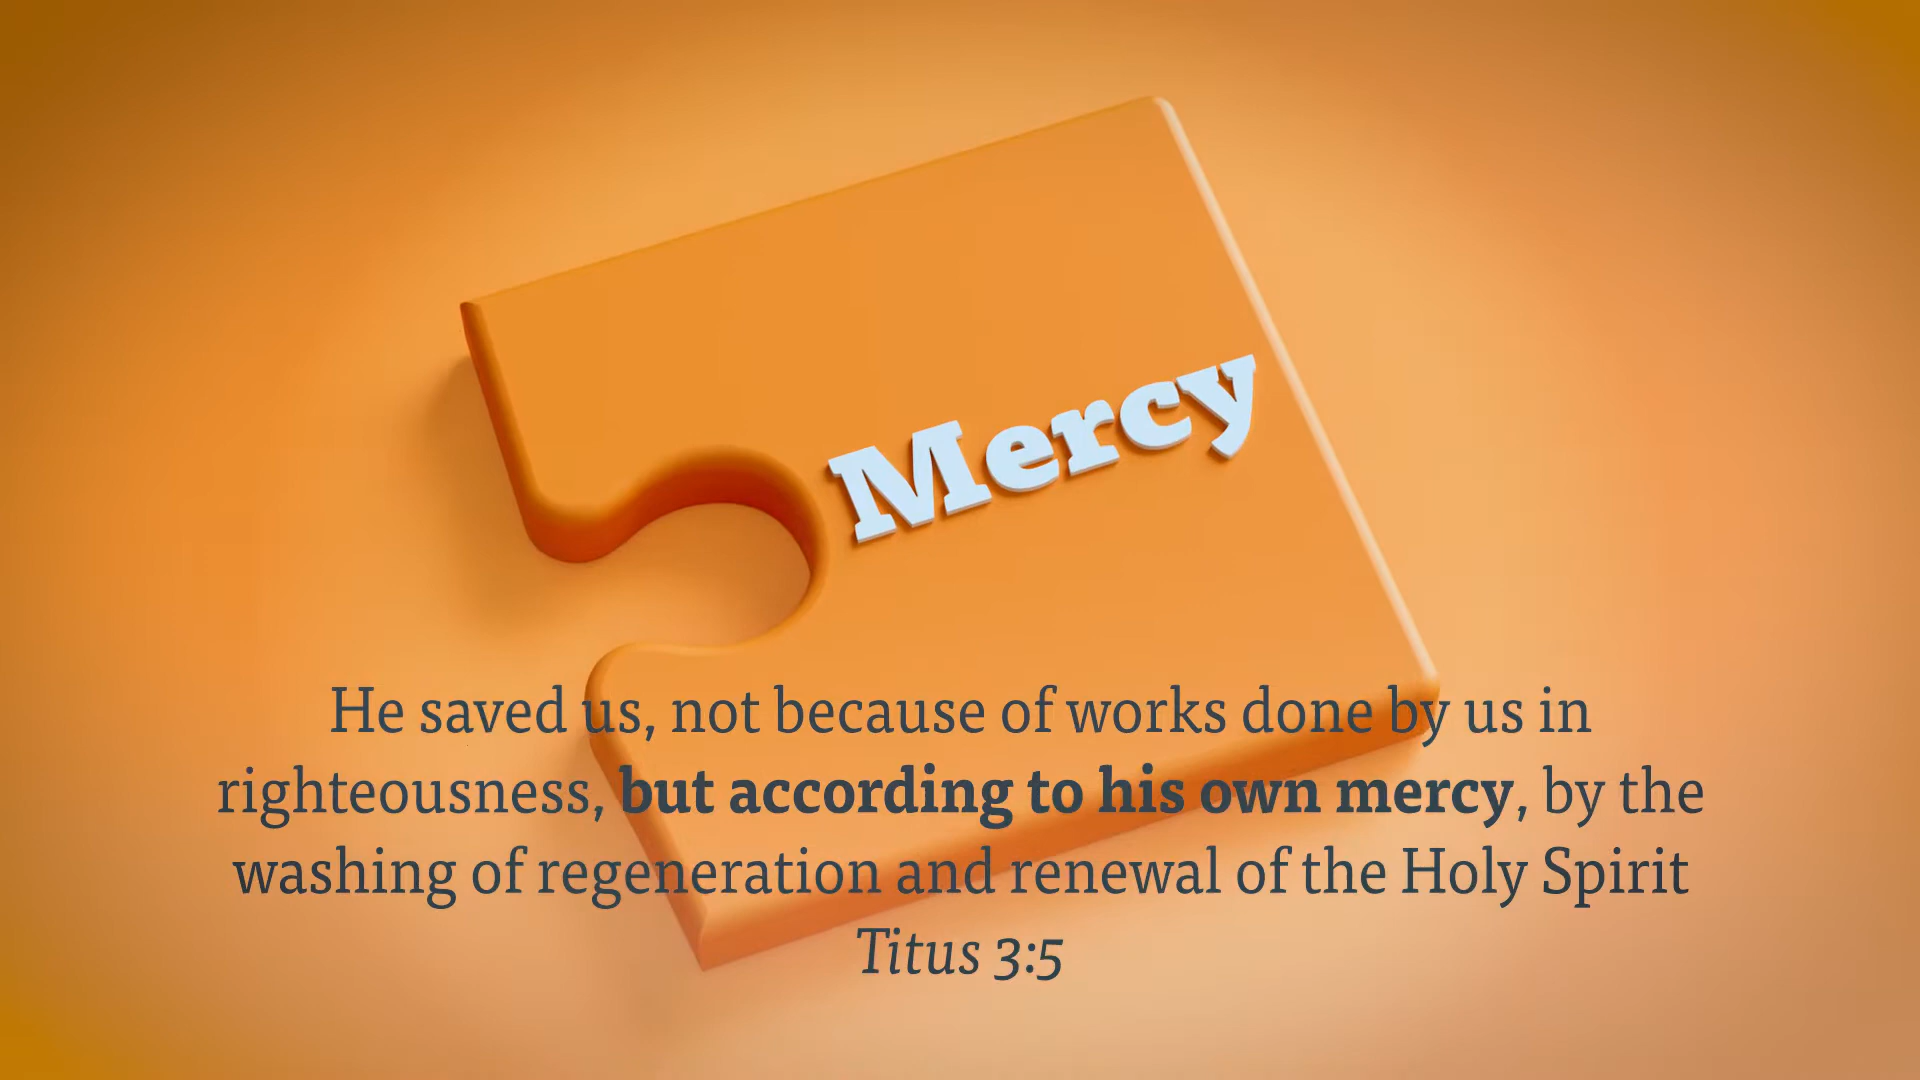 Mercy
He saved us, not because of works done by us in
righteousness, but according to his own mercy, by the
washing of regeneration and renewal of the Holy Spirit
Titus 3:5